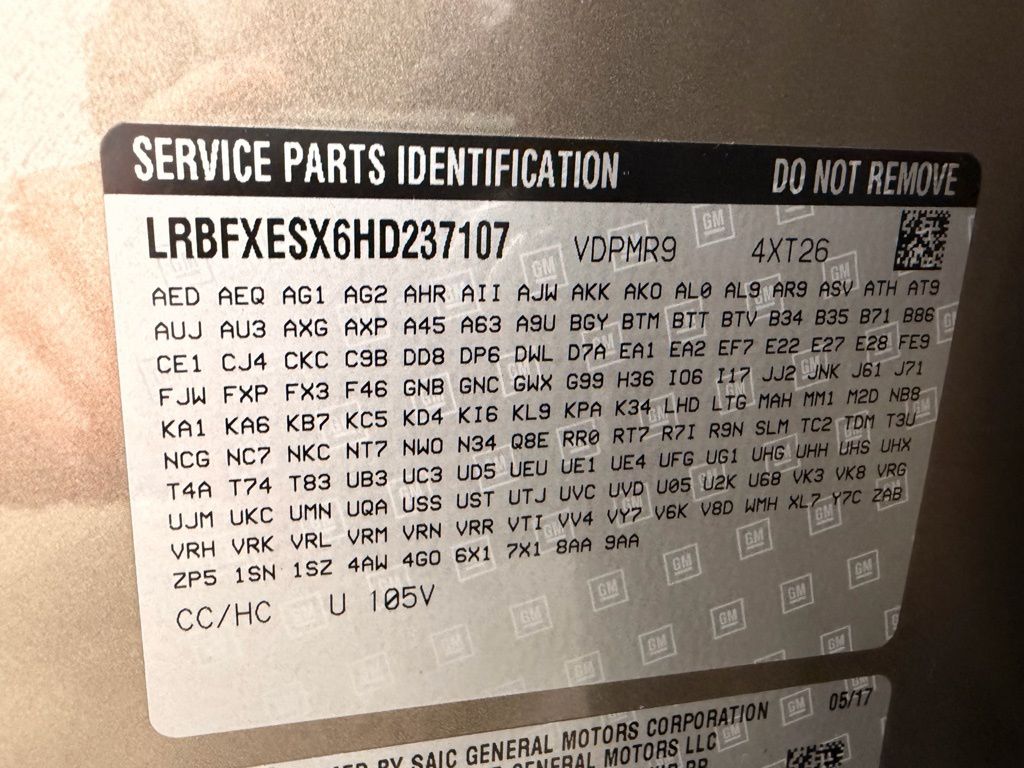 SERVICE PARTS IDENTIFICATION DO NOT REMOVE
LRBFXESX6HD237107 VDPMR9 4XT26
AED AEQ AG1 AG2 AHR AII AJW AKK AKO AL0 AL9 AR9 ASV ATH AT9
AUJ AU3 AXG AXP A45 A63 A9U BGY BTM BTT BTV B34 B35 B71 B86
CE1 CJ4 CKC C9B DD8 DP6 DWL D7A EA1 EA2 EF7 E22 E27 E28 FE9
FJW FXP FX3 F46 GNB GNC GWX G99 H36 I06 I17 JJ2 JNK J61 J71
KA1 KA6 KB7 KC5 KD4 KI6 KL9 KPA K34 LHD LTG MAH MM1 M2D NB8
NCG NC7 NKC NT7 NWO N34 Q8E RR0 RT7 R7I R9N SLM TC2 TDM T3U
T4A T74 T83 UB3 UC3 UD5 UEU UE1 UE4 UFG UG1 UHG UHH UHS UHX
UJM UKC UMN UQA USS UST UTJ UVC UVD U05 U2K U68 VK3 VK8 VRG
VRH VRK VRL VRM VRN VRR VTI VV4 VY7 V6K V8D WMH XL7 Y7C ZAB
ZP5 1SN 1SZ 4AW 4GO 6X1 7X1 8AA 9AA
CC/HC U 105V
BY SAIC GENERAL MOTORS CORPORATION 05/17
GENERAL MOTORS LLC